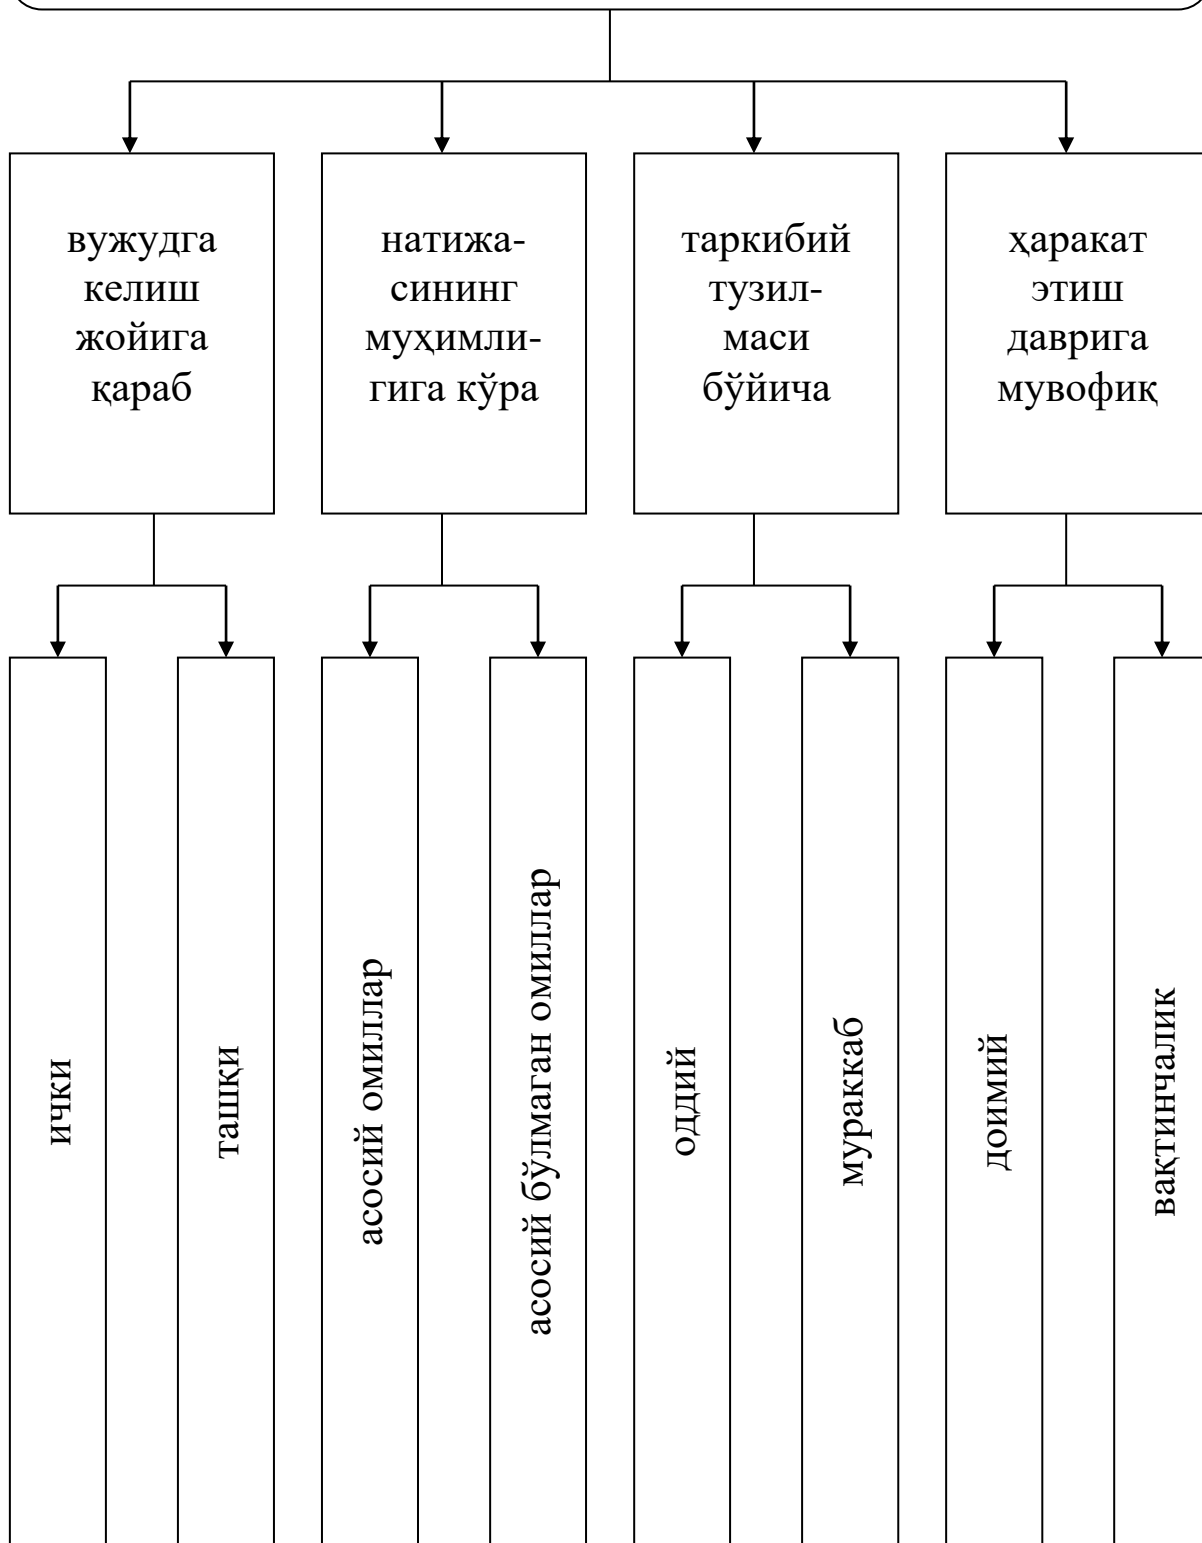 вужудга
келиш
жойига
қараб
натижа-
сининг
муҳимли-
гига кўра
таркибий
тузил-
маси
бўйича
ҳаракат
этиш
даврига
мувофиқ
ички
ташқи
асосий омиллар
асосий бўлмаган омиллар
оддий
мураккаб
доимий
вақтинчалик